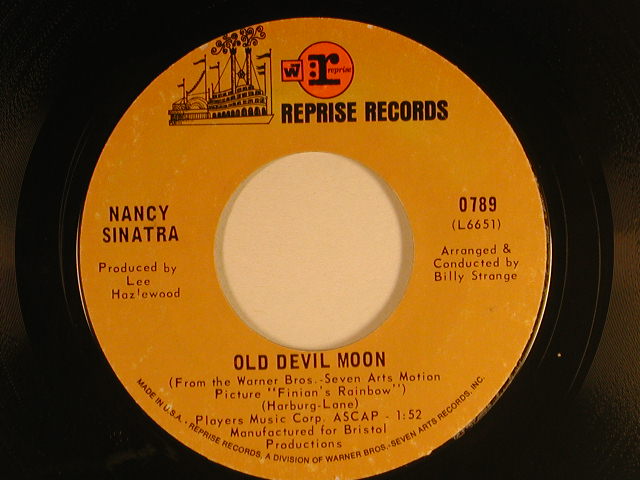 W
r reprise
REPRISE RECORDS
NANCY
SINATRA
Produced by
Lee
Hazlewood
0789
(L6651)
Arranged &
Conducted by
Billy Strange
OLD DEVIL MOON
(From the Warner Bros.-Seven Arts Motion
Picture "Finian's Rainbow")
(Harburg-Lane)
Players Music Corp. ASCAP - 1:52
Manufactured for Bristol
Productions
MADE IN U.S.A. - REPRISE RECORDS, A DIVISION OF WARNER BROS.-SEVEN ARTS RECORDS, INC.